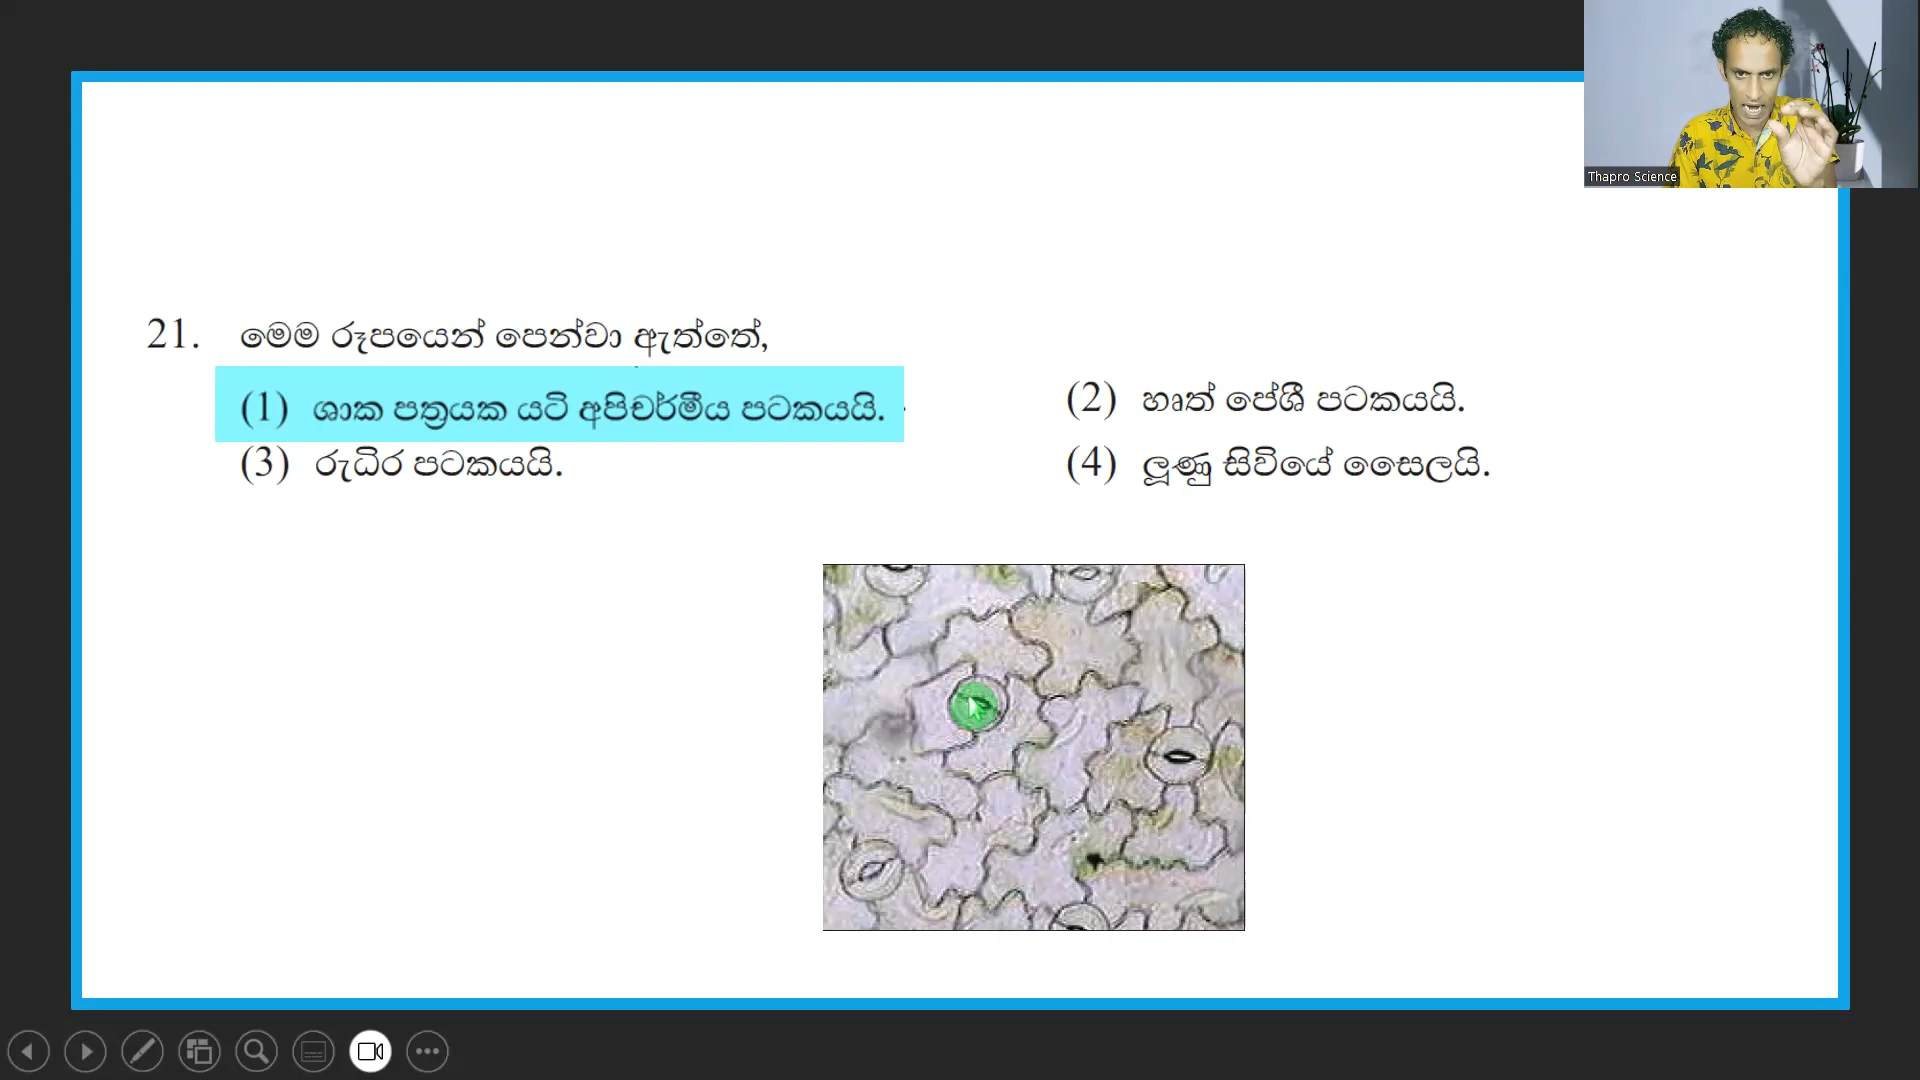 Thapro Science
21. මෙම රූපයෙන් පෙන්වා ඇත්තේ,
(1) ශාක පත්‍රයක යටි අපිචර්මීය පටකයයි.
(2) හෘත් පේශී පටකයයි.
(3) රුධිර පටකයයි.
(4) ලූණු සිවියේ සෛලයි.